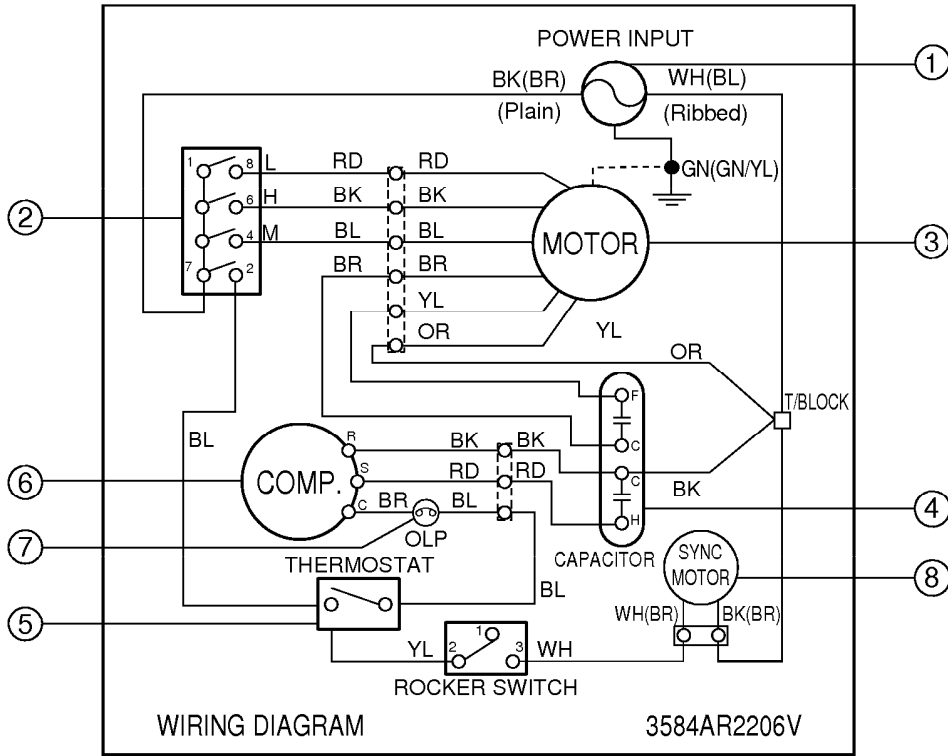 POWER INPUT
1
BK(BR) WH(BL)
(Plain) (Ribbed)
1 8 L RD RD
GN(GN/YL)
6 H BK BK
2
4 M BL BL MOTOR 3
7 2 BR BR
YL
OR YL
OR
F
T/BLOCK
BL R BK BK C
S RD RD C
6 COMP. BK
C BR BL H 4
7 OLP CAPACITOR SYNC
MOTOR 8
THERMOSTAT
BL
WH(BR) BK(BR)
5
1
YL 2 3 WH
ROCKER SWITCH
WIRING DIAGRAM 3584AR2206V